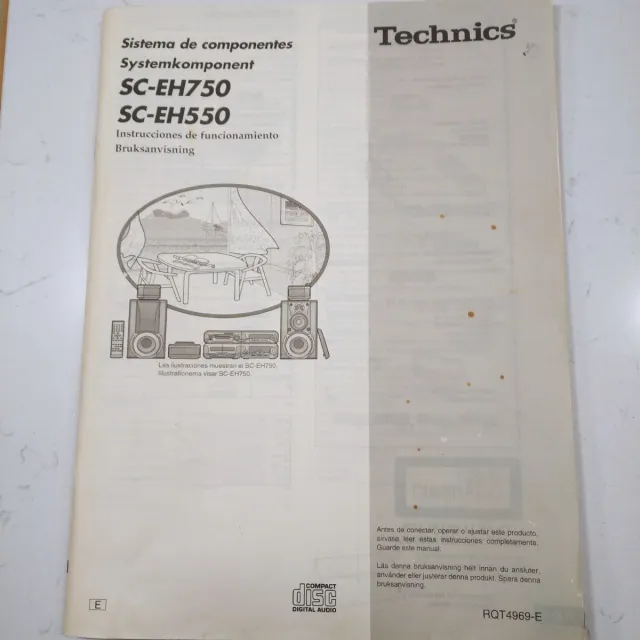 Technics
Sistema de componentes
Systemkomponent
SC-EH750
SC-EH550
Instrucciones de funcionamiento
Bruksanvisning
Las ilustraciones muestran el SC-EH750.
Illustrationerna visar SC-EH750.
Antes de conectar, operar o ajustar este producto,
sírvase leer estas instrucciones completamente.
Guarde este manual.
Läs denna bruksanvisning helt innan du ansluter,
använder eller justerar denna produkt. Spara denna
bruksanvisning.
E
COMPACT
disc
DIGITAL AUDIO
RQT4969-E